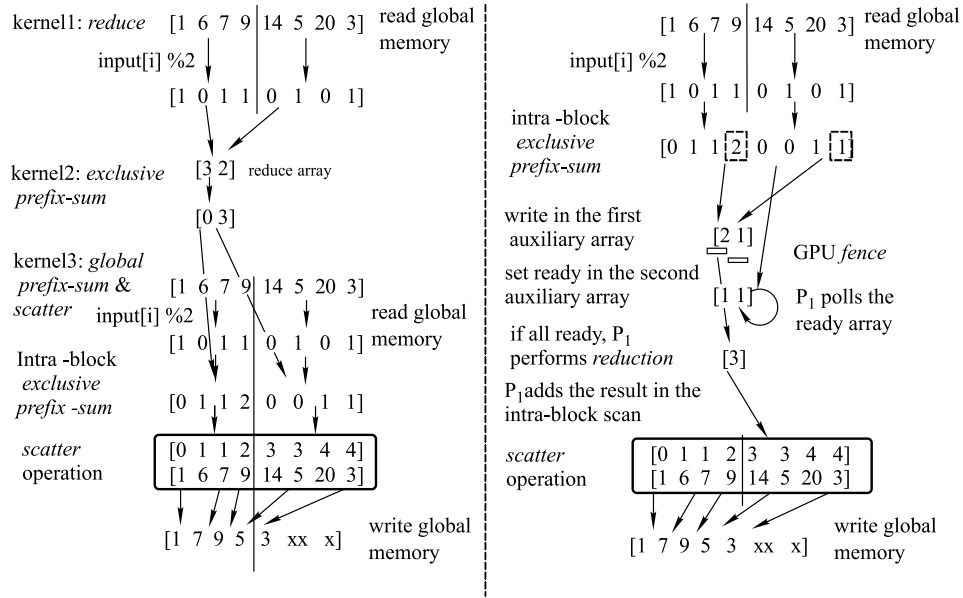 kernel1: reduce [1 6 7 9 14 5 20 3] read global
memory
input[i] %2
[1 0 1 1 0 1 0 1]
kernel2: exclusive [3 2] reduce array
prefix-sum
[0 3]
kernel3: global
prefix-sum & [1 6 7 9 14 5 20 3]
scatter
input[i] %2 read global
memory
[1 0 1 1 0 1 0 1]
Intra -block
exclusive
prefix -sum [0 1 1 2 0 0 1 1]
scatter [0 1 1 2 3 3 4 4]
operation [1 6 7 9 14 5 20 3]
write global
memory
[1 7 9 5 3 xx x]
[1 6 7 9 14 5 20 3] read global
memory
input[i] %2
[1 0 1 1 0 1 0 1]
intra -block
exclusive [0 1 1 2 0 0 1 1]
prefix-sum
write in the first
auxiliary array [2 1]
GPU fence
set ready in the second
auxiliary array [1 1] P1 polls the
ready array
if all ready, P1
performs reduction [3]
P1adds the result in the
intra-block scan
scatter [0 1 1 2 3 3 4 4]
operation [1 6 7 9 14 5 20 3]
write global
memory
[1 7 9 5 3 xx x]